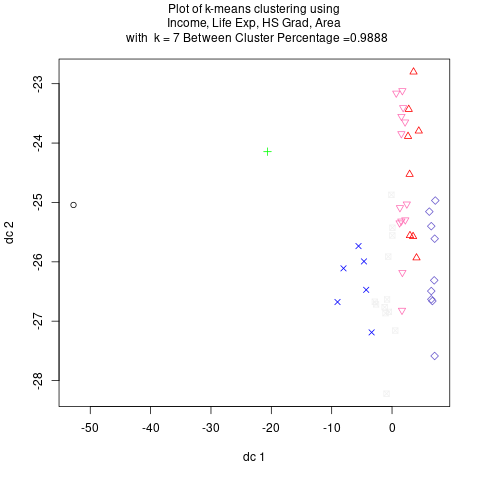 Plot of k-means clustering using
Income, Life Exp, HS Grad, Area
with k = 7 Between Cluster Percentage =0.9888
-23
-24
-25
-26
-27
-28
dc 2
-50
-40
-30
-20
-10
0
dc 1